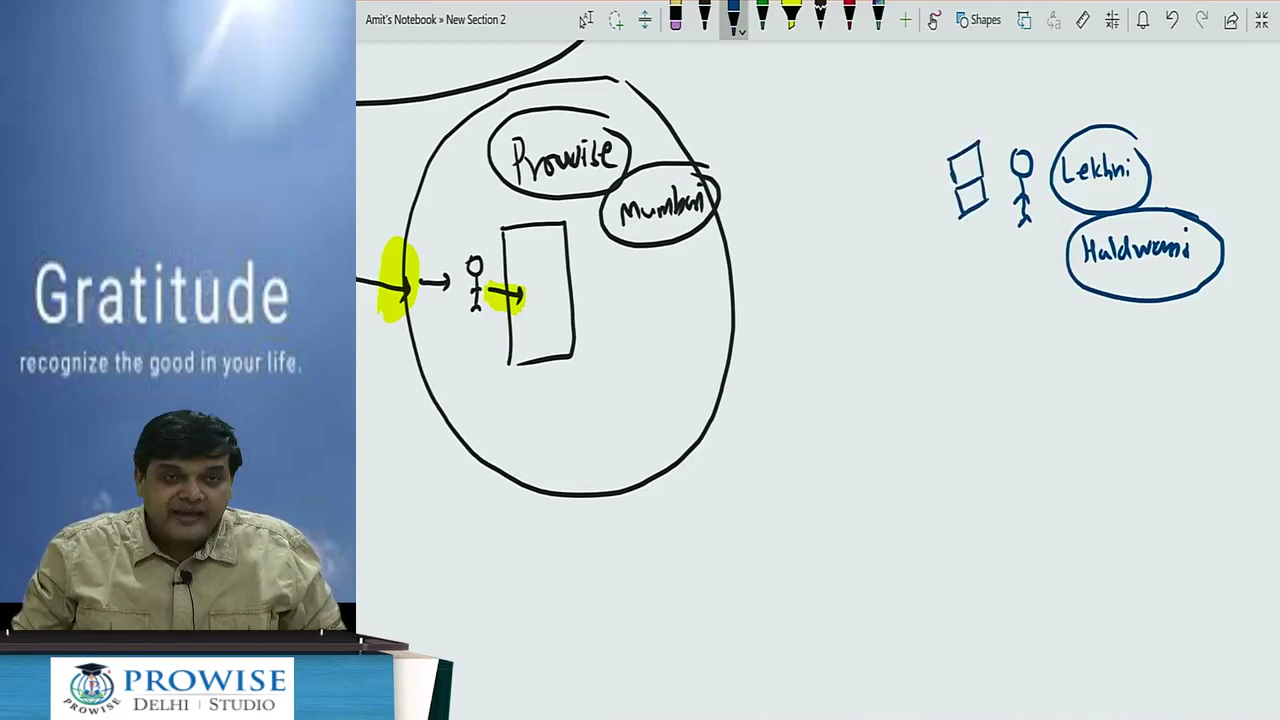 Amit's Notebook » New Section 2
Shapes
Prowise
Mumbai
Lekhni
Haldwani
Gratitude
recognize the good in your life.
PROWISE
PROWISE
DELHI | STUDIO